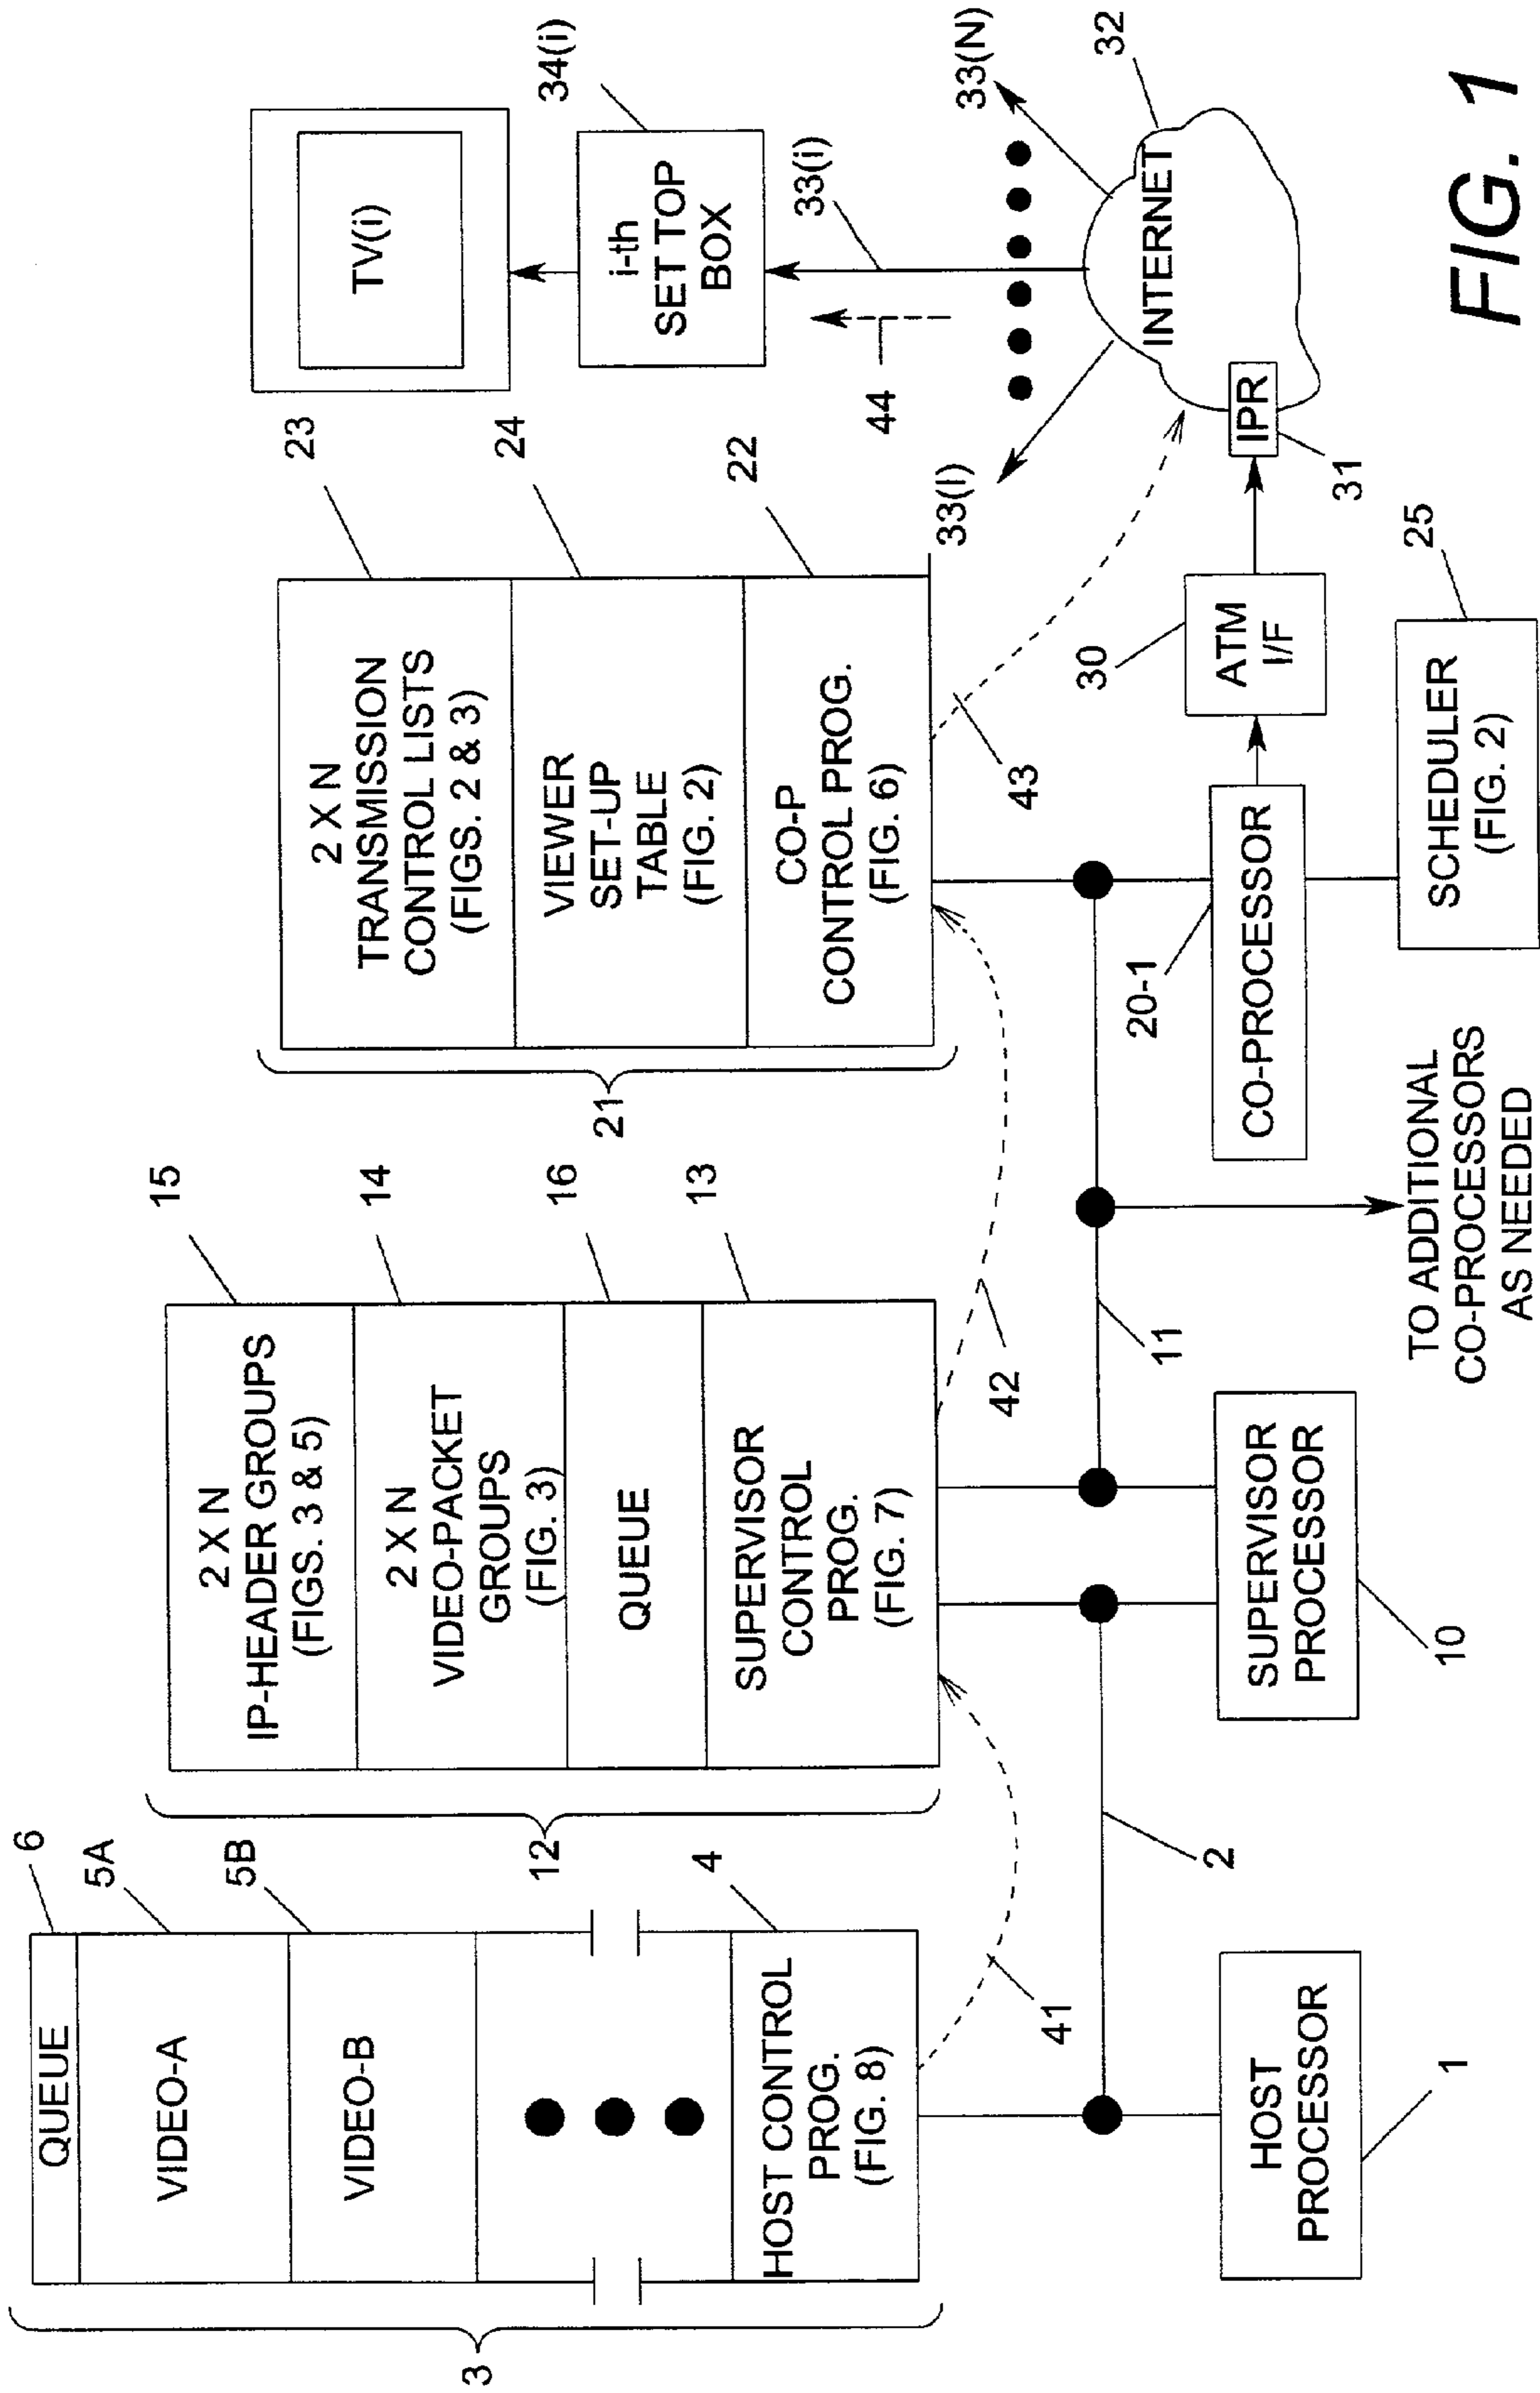 QUEUE
6
VIDEO-A
5A
VIDEO-B
5B
HOST CONTROL
PROG.
(FIG. 8)
4
3
41
HOST
PROCESSOR
1
2
2 X N
IP-HEADER GROUPS
(FIGS. 3 & 5)
15
2 X N
VIDEO-PACKET
GROUPS
(FIG. 3)
14
QUEUE
16
SUPERVISOR
CONTROL
PROG.
(FIG. 7)
13
12
42
SUPERVISOR
PROCESSOR
10
11
TO ADDITIONAL
CO-PROCESSORS
AS NEEDED
2 X N
TRANSMISSION
CONTROL LISTS
(FIGS. 2 & 3)
23
VIEWER
SET-UP
TABLE
(FIG. 2)
24
CO-P
CONTROL PROG.
(FIG. 6)
22
21
43
20-1
CO-PROCESSOR
SCHEDULER
(FIG. 2)
25
30
ATM
I/F
IPR
31
INTERNET
32
33(I)
33(i)
33(N)
44
i-th
SET TOP
BOX
34(i)
TV(i)
FIG. 1